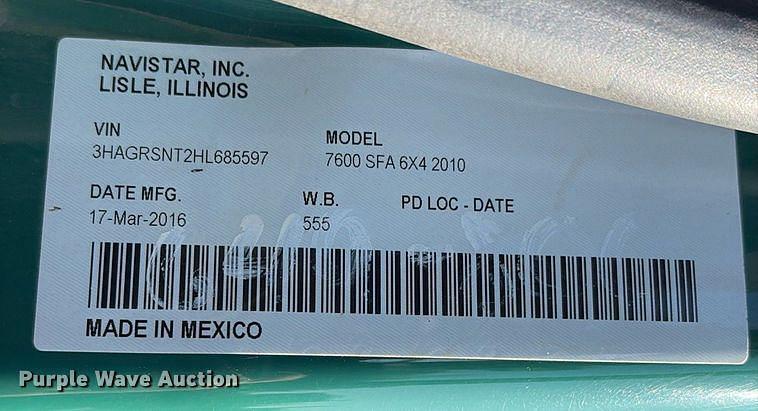 NAVISTAR, INC.
LISLE, ILLINOIS
VIN
3HAGRSNT2HL685597
MODEL
7600 SFA 6X4 2010
DATE MFG.
17-Mar-2016
W.B.
555
PD LOC - DATE
MADE IN MEXICO
Purple Wave Auction